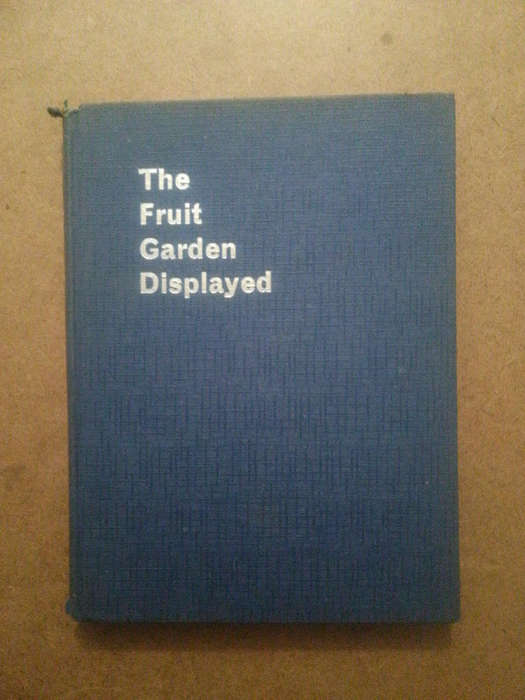 The
Fruit
Garden
Displayed